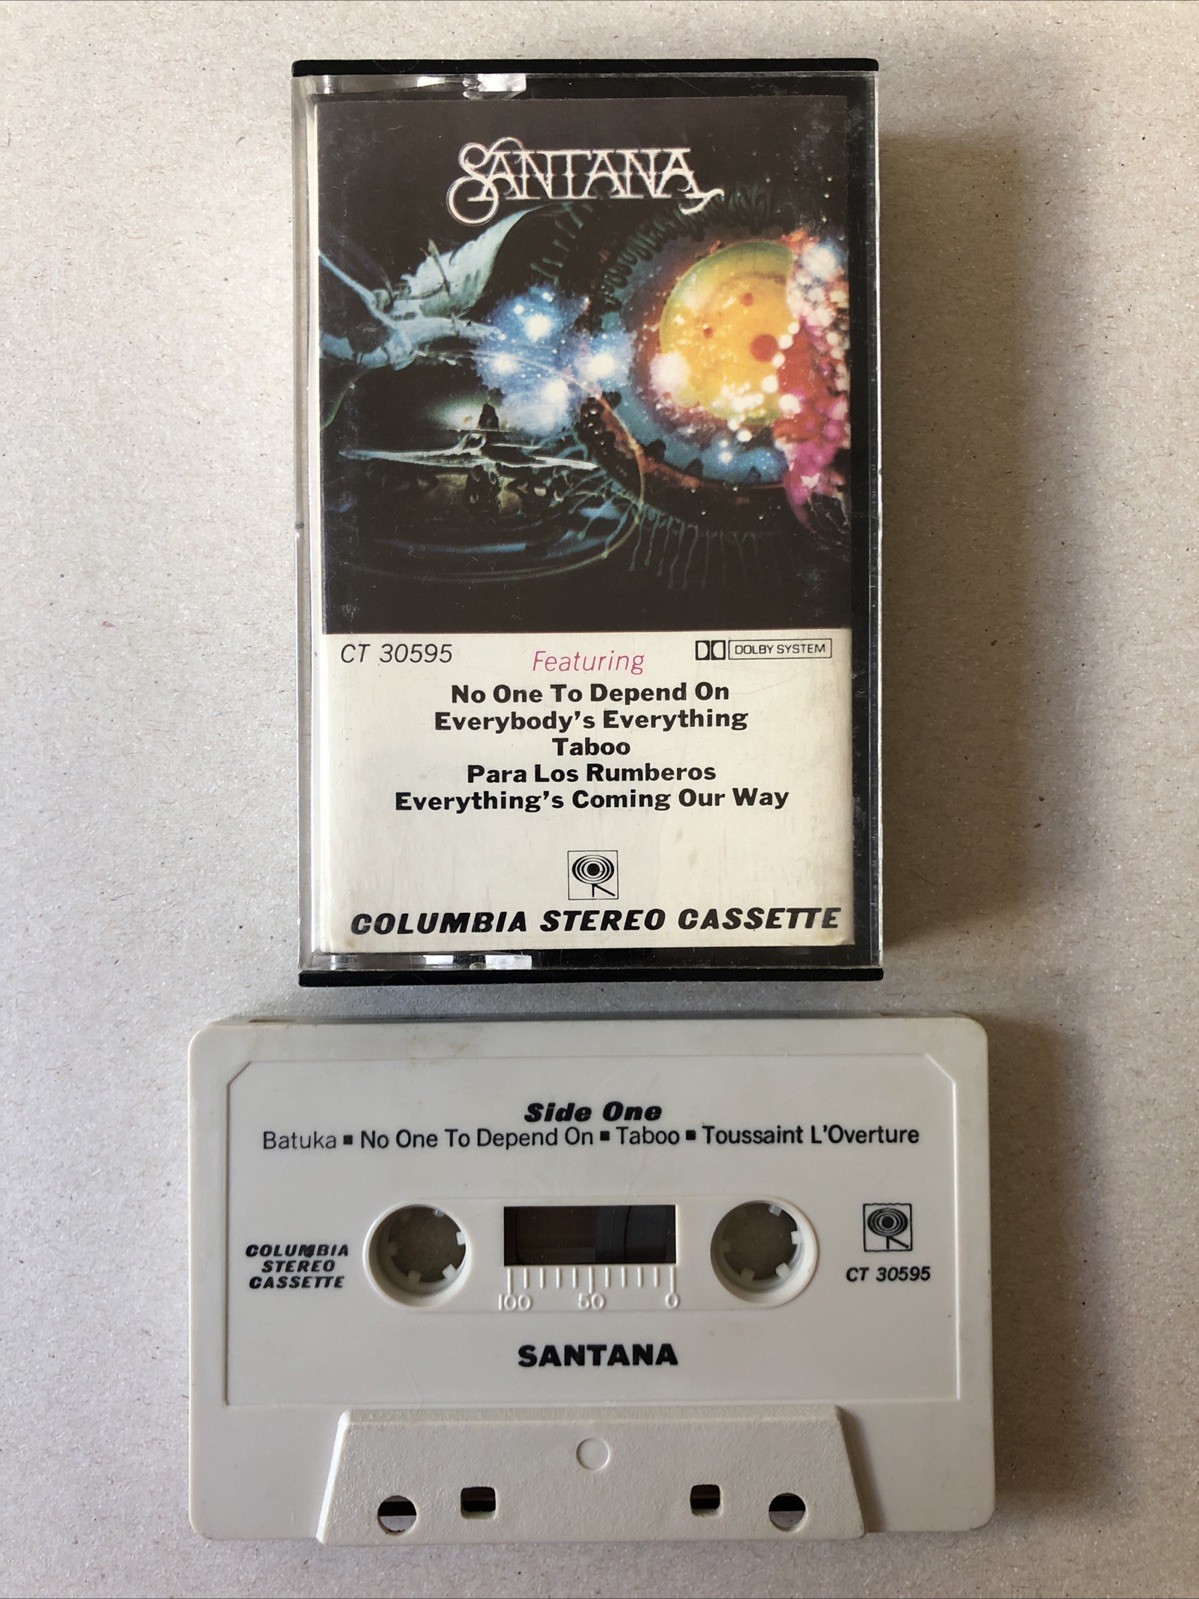 SANTANA
CT 30595
Featuring
DOLBY SYSTEM
No One To Depend On
Everybody's Everything
Taboo
Para Los Rumberos
Everything's Coming Our Way
COLUMBIA STEREO CASSETTE
Side One
Batuka ▪ No One To Depend On ▪ Taboo ▪ Toussaint L'Overture
COLUMBIA
STEREO
CASSETTE
100 50 0
CT 30595
SANTANA